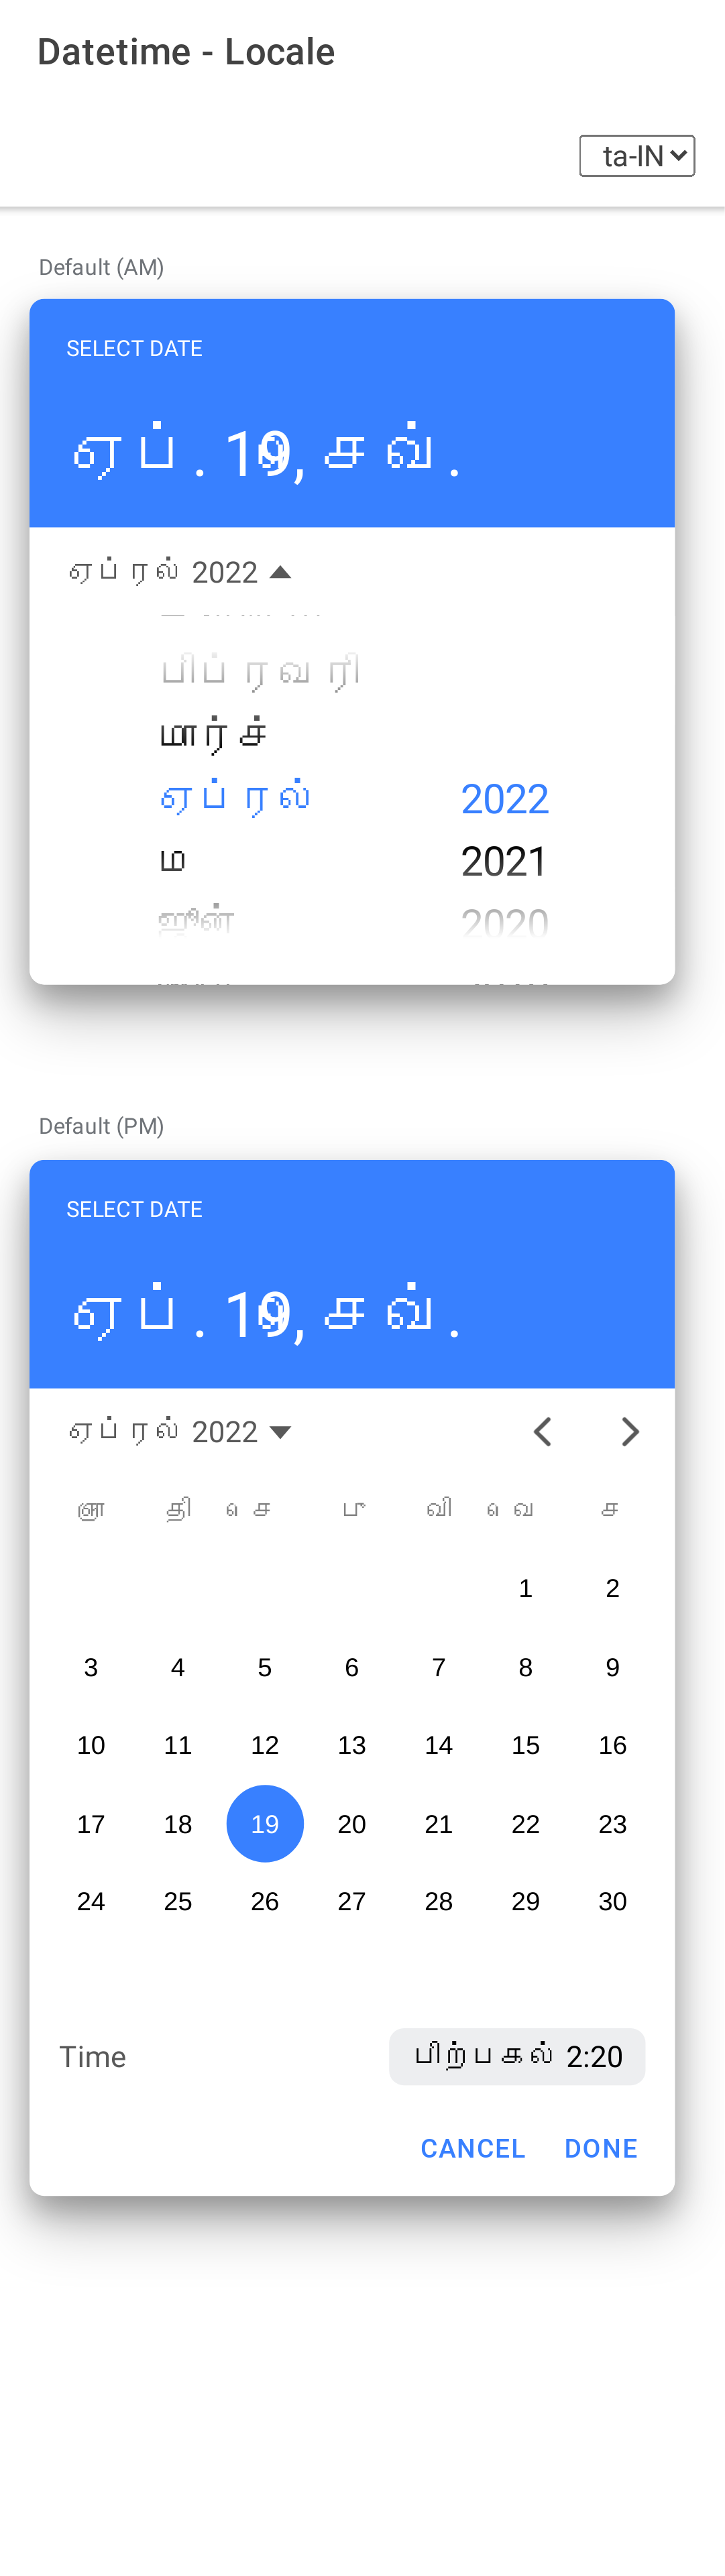 Datetime - Locale
ta-IN
Default (AM)
SELECT DATE
ஏப். 19, செவ்.
ஏப்ரல் 2022
பிப்ரவரி
மார்ச்
ஏப்ரல் 2022
மே 2021
ஜூன் 2020
Default (PM)
SELECT DATE
ஏப். 19, செவ்.
ஏப்ரல் 2022
ஞா தி செ பு வி வெ ச
1 2
3 4 5 6 7 8 9
10 11 12 13 14 15 16
17 18 19 20 21 22 23
24 25 26 27 28 29 30
Time பிற்பகல் 2:20
CANCEL DONE